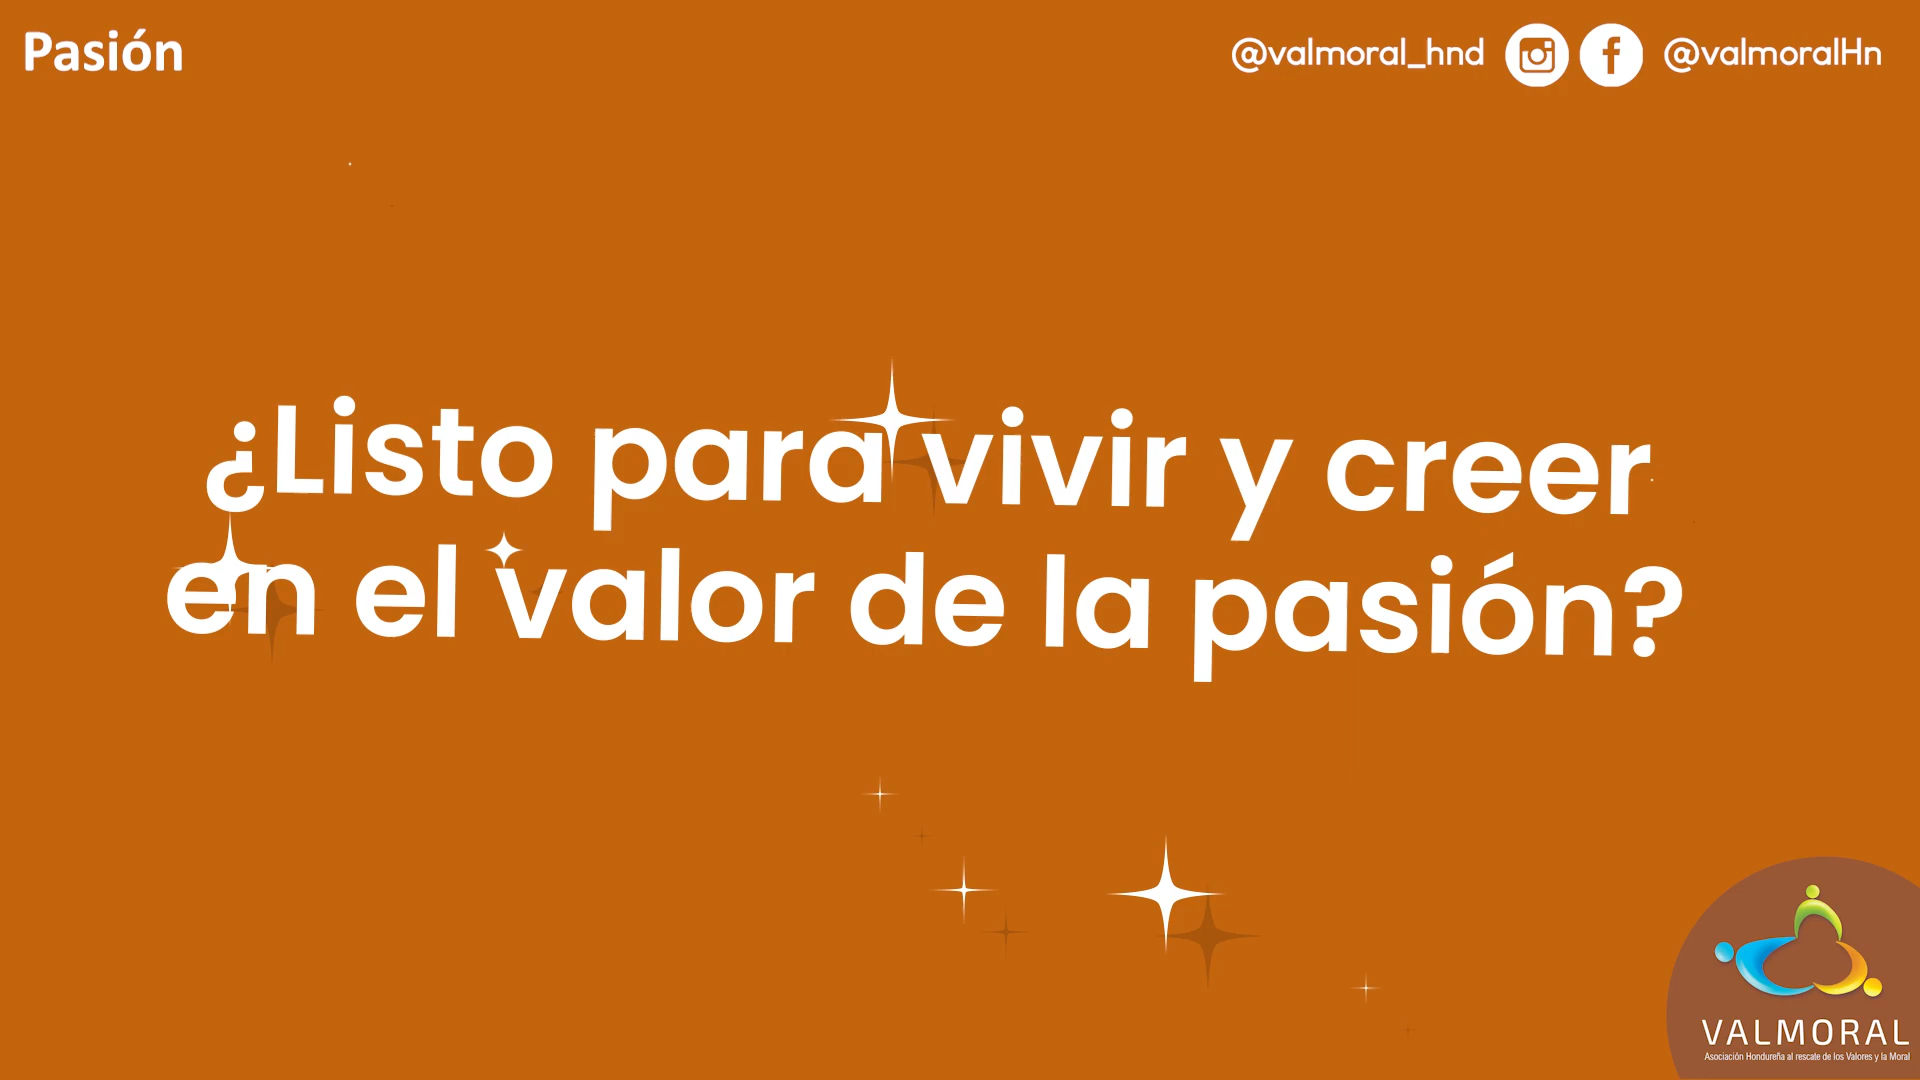 Pasión
@valmoral_hnd
@valmoralHn
¿Listo para vivir y creer
en el valor de la pasión?
VALMORAL
Asociación Hondureña al rescate de los Valores y la Moral